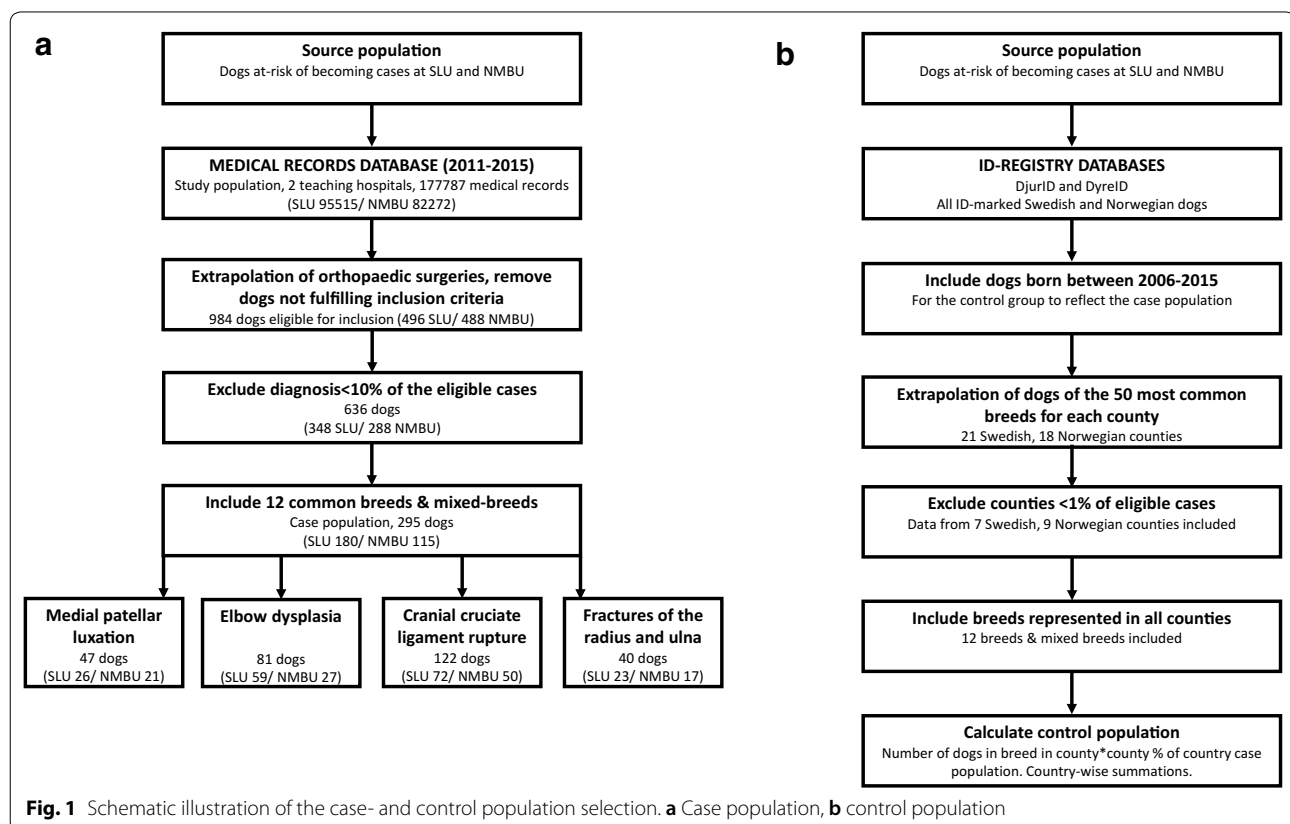 a
Source population
Dogs at-risk of becoming cases at SLU and NMBU
MEDICAL RECORDS DATABASE (2011-2015)
Study population, 2 teaching hospitals, 177787 medical records
(SLU 95515/ NMBU 82272)
Extrapolation of orthopaedic surgeries, remove
dogs not fulfilling inclusion criteria
984 dogs eligible for inclusion (496 SLU/ 488 NMBU)
Exclude diagnosis<10% of the eligible cases
636 dogs
(348 SLU/ 288 NMBU)
Include 12 common breeds & mixed-breeds
Case population, 295 dogs
(SLU 180/ NMBU 115)
Medial patellar
luxation
47 dogs
(SLU 26/ NMBU 21)
Elbow dysplasia
81 dogs
(SLU 59/ NMBU 27)
Cranial cruciate
ligament rupture
122 dogs
(SLU 72/ NMBU 50)
Fractures of the
radius and ulna
40 dogs
(SLU 23/ NMBU 17)
b
Source population
Dogs at-risk of becoming cases at SLU and NMBU
ID-REGISTRY DATABASES
DjurID and DyreID
All ID-marked Swedish and Norwegian dogs
Include dogs born between 2006-2015
For the control group to reflect the case population
Extrapolation of dogs of the 50 most common
breeds for each county
21 Swedish, 18 Norwegian counties
Exclude counties <1% of eligible cases
Data from 7 Swedish, 9 Norwegian counties included
Include breeds represented in all counties
12 breeds & mixed breeds included
Calculate control population
Number of dogs in breed in county*county % of country case
population. Country-wise summations.
Fig. 1 Schematic illustration of the case- and control population selection. a Case population, b control population